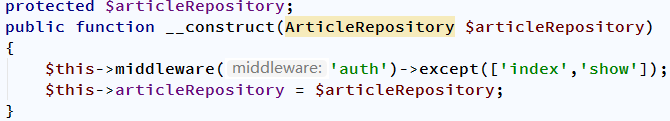 protected $articleRepository;
public function __construct(ArticleRepository $articleRepository)
{
    $this->middleware( middleware: 'auth')->except(['index','show']);
    $this->articleRepository = $articleRepository;
}